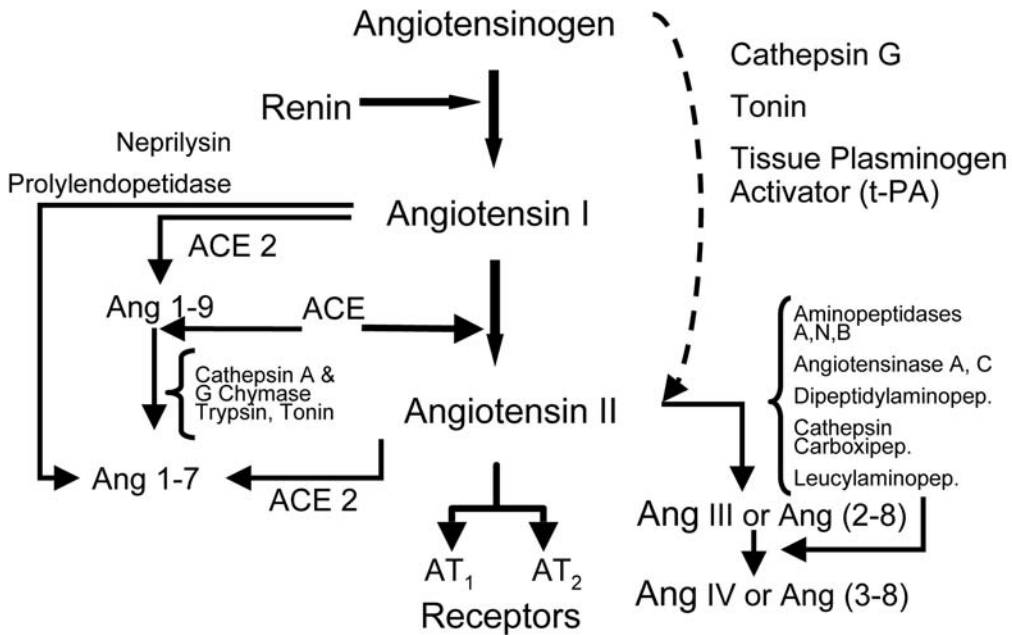 Angiotensinogen
Cathepsin G
Renin
Tonin
Neprilysin
Tissue Plasminogen
Activator (t-PA)
Prolylendopetidase
Angiotensin I
ACE 2
Ang 1-9
ACE
Aminopeptidases
A,N,B
Angiotensinase A, C
Cathepsin A &
G Chymase
Trypsin, Tonin
Angiotensin II
Dipeptidylaminopep.
Cathepsin
Carboxipep.
Leucylaminopep.
Ang 1-7
ACE 2
Ang III or Ang (2-8)
AT1 AT2
Receptors
Ang IV or Ang (3-8)